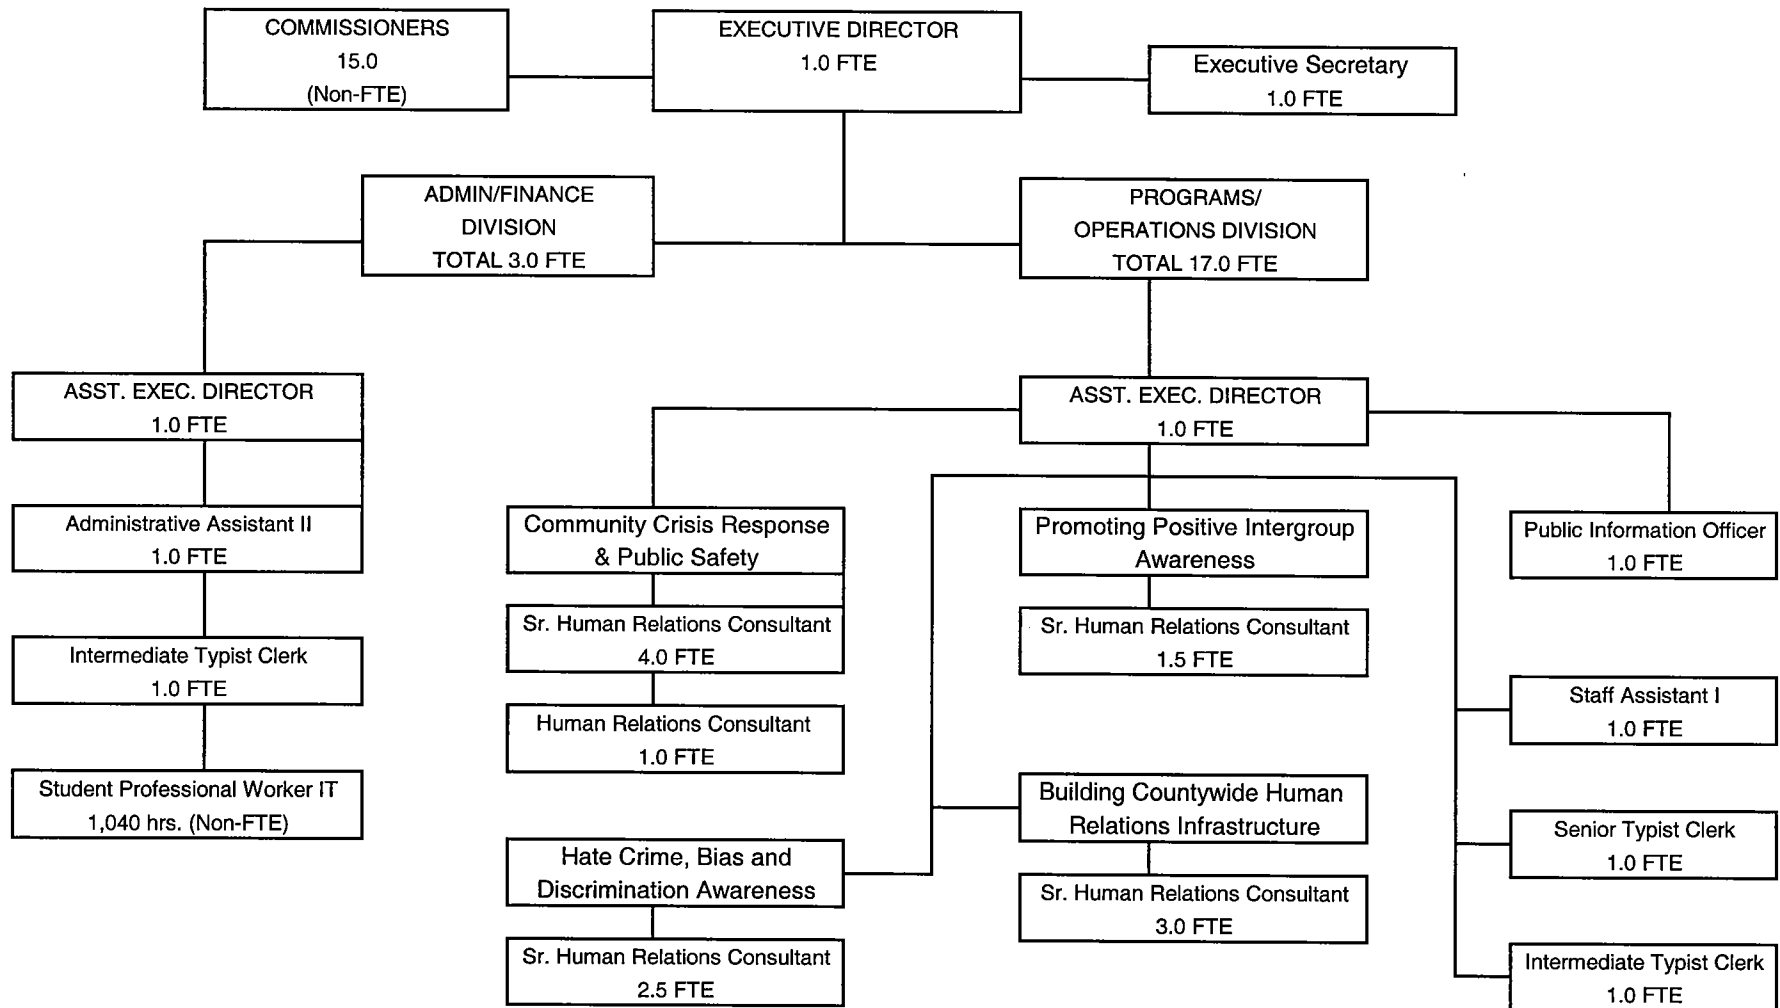 COMMISSIONERS
15.0
(Non-FTE)
EXECUTIVE DIRECTOR
1.0 FTE
Executive Secretary
1.0 FTE
ADMIN/FINANCE
DIVISION
TOTAL 3.0 FTE
PROGRAMS/
OPERATIONS DIVISION
TOTAL 17.0 FTE
ASST. EXEC. DIRECTOR
1.0 FTE
Administrative Assistant II
1.0 FTE
Intermediate Typist Clerk
1.0 FTE
Student Professional Worker IT
1,040 hrs. (Non-FTE)
ASST. EXEC. DIRECTOR
1.0 FTE
Community Crisis Response
& Public Safety
Sr. Human Relations Consultant
4.0 FTE
Human Relations Consultant
1.0 FTE
Hate Crime, Bias and
Discrimination Awareness
Sr. Human Relations Consultant
2.5 FTE
Promoting Positive Intergroup
Awareness
Sr. Human Relations Consultant
1.5 FTE
Building Countywide Human
Relations Infrastructure
Sr. Human Relations Consultant
3.0 FTE
Public Information Officer
1.0 FTE
Staff Assistant I
1.0 FTE
Senior Typist Clerk
1.0 FTE
Intermediate Typist Clerk
1.0 FTE